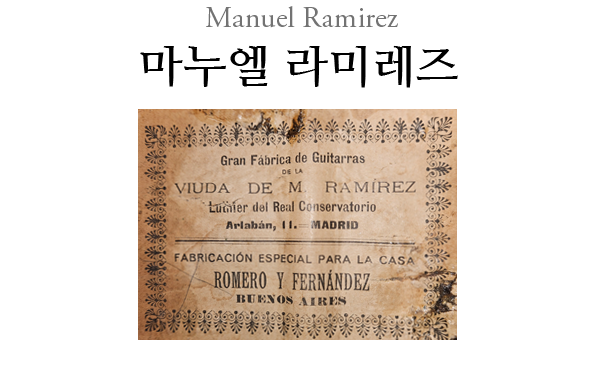 Manuel Ramirez
마누엘 라미레즈
Gran Fábrica de Guitarras
DE LA
VIUDA DE M. RAMÍREZ
Luthier del Real Conservatorio
Arlabán, 11.—MADRID
FABRICACIÓN ESPECIAL PARA LA CASA
ROMERO Y FERNÁNDEZ
BUENOS AIRES